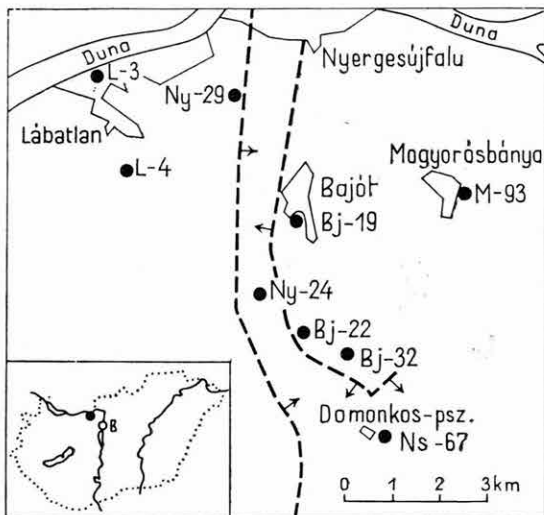 Duna
Duna
Nyergesújfalu
L-3
Ny-29
Lábatlan
L-4
Mogyorósbánya
Bajót
M-93
Bj-19
Ny-24
Bj-22
Bj-32
Domonkos-psz.
Ns-67
B
0 1 2 3km